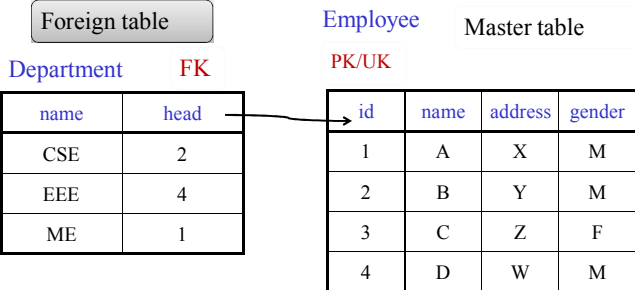 Foreign table
Department FK
name head
CSE 2
EEE 4
ME 1
Employee Master table
PK/UK
id name address gender
1 A X M
2 B Y M
3 C Z F
4 D W M